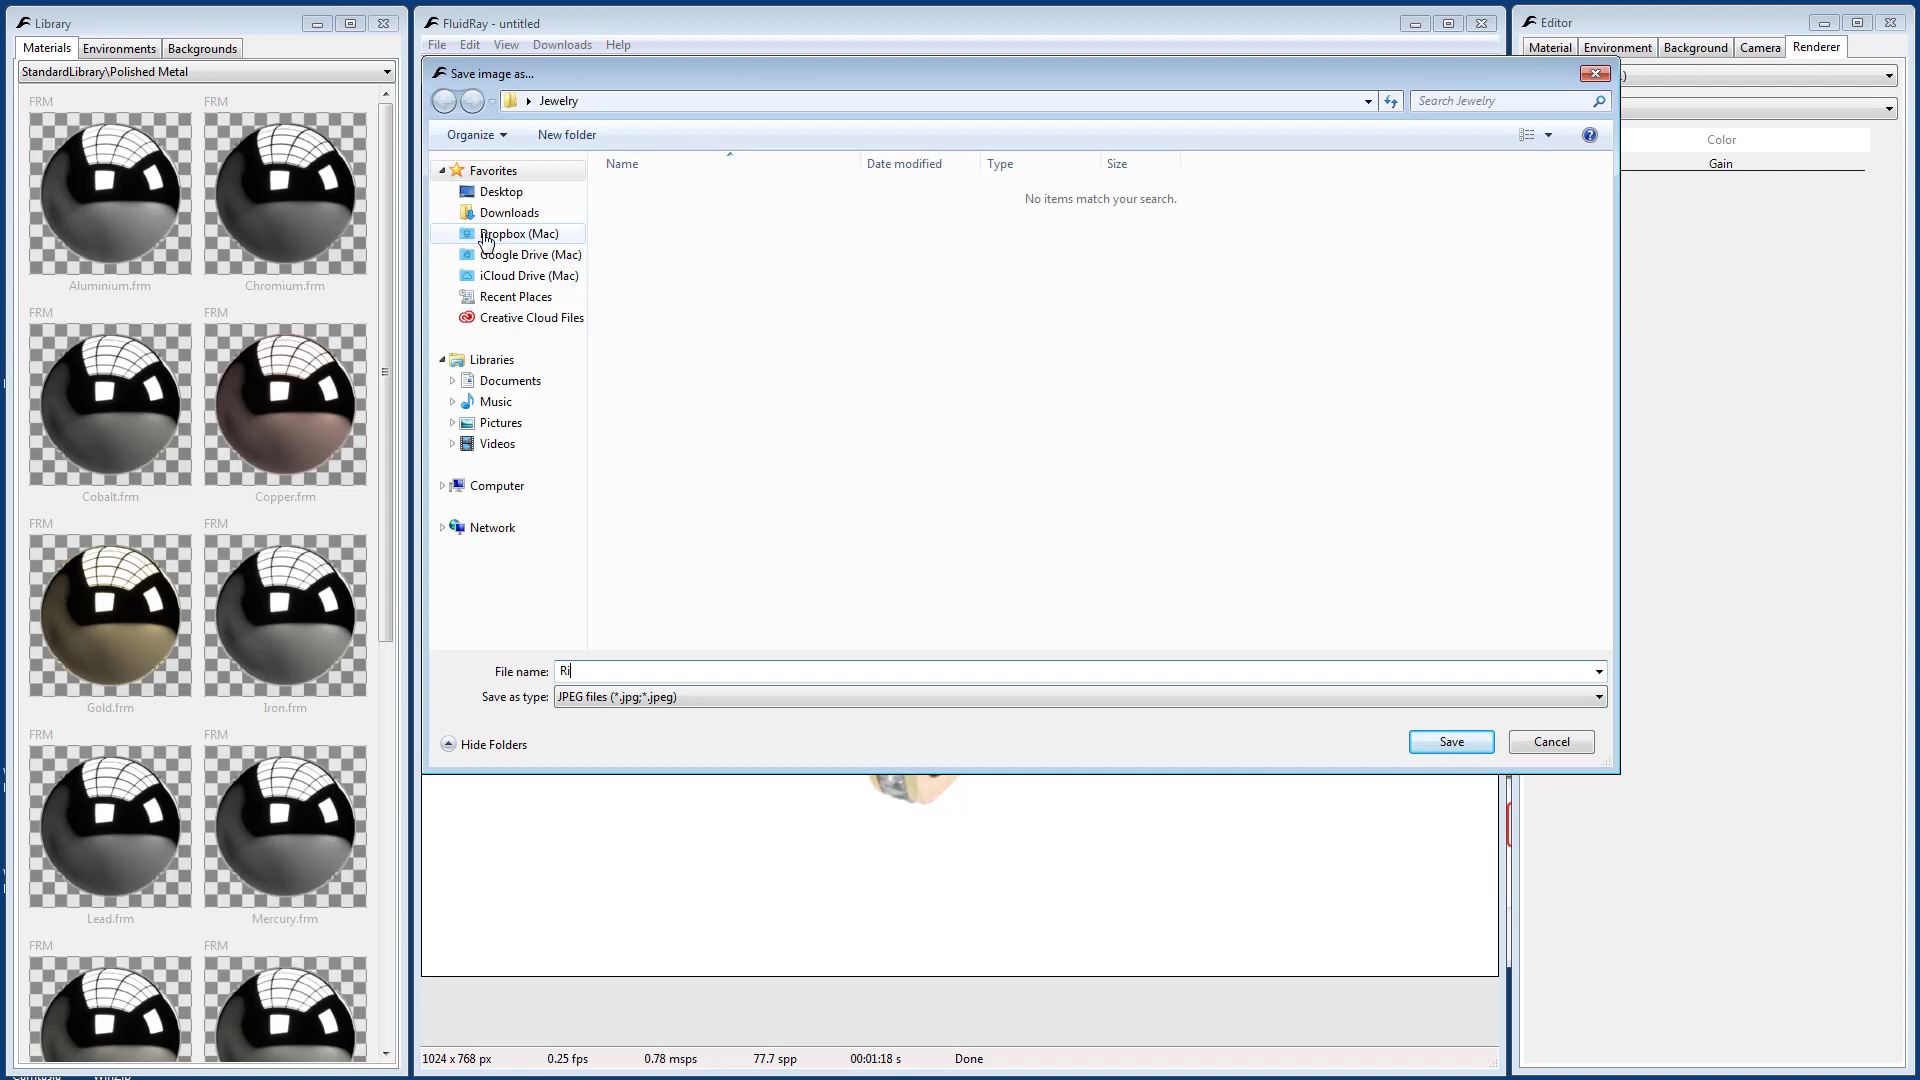 Library
Materials Environments Backgrounds
StandardLibrary\Polished Metal
FRM FRM
Aluminium.frm Chromium.frm
FRM FRM
Cobalt.frm Copper.frm
FRM FRM
Gold.frm Iron.frm
FRM FRM
Lead.frm Mercury.frm
FRM FRM
FluidRay - untitled
File Edit View Downloads Help
Save image as...
Jewelry
Search Jewelry
Organize New folder
Name Date modified Type Size
No items match your search.
Favorites
Desktop
Downloads
Dropbox (Mac)
Google Drive (Mac)
iCloud Drive (Mac)
Recent Places
Creative Cloud Files
Libraries
Documents
Music
Pictures
Videos
Computer
Network
File name: Ri
Save as type: JPEG files (*.jpg;*.jpeg)
Hide Folders
Save Cancel
1024 x 768 px 0.25 fps 0.78 msps 77.7 spp 00:01:18 s Done
Editor
Material Environment Background Camera Renderer
Color
Gain